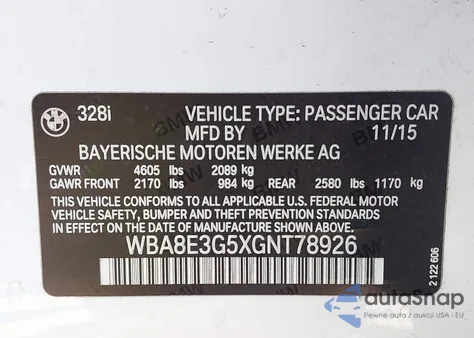 BMW 328i VEHICLE TYPE: PASSENGER CAR
MFD BY 11/15
BAYERISCHE MOTOREN WERKE AG
GVWR 4605 lbs 2089 kg
GAWR FRONT 2170 lbs 984 kg REAR 2580 lbs 1170 kg
THIS VEHICLE CONFORMS TO ALL APPLICABLE U.S. FEDERAL MOTOR
VEHICLE SAFETY, BUMPER, AND THEFT PREVENTION STANDARDS IN
EFFECT ON THE DATE OF MANUFACTURE SHOWN ABOVE.
WBA8E3G5XGNT78926
2 122 606
autoSnap
Pewne auto z USA i EU